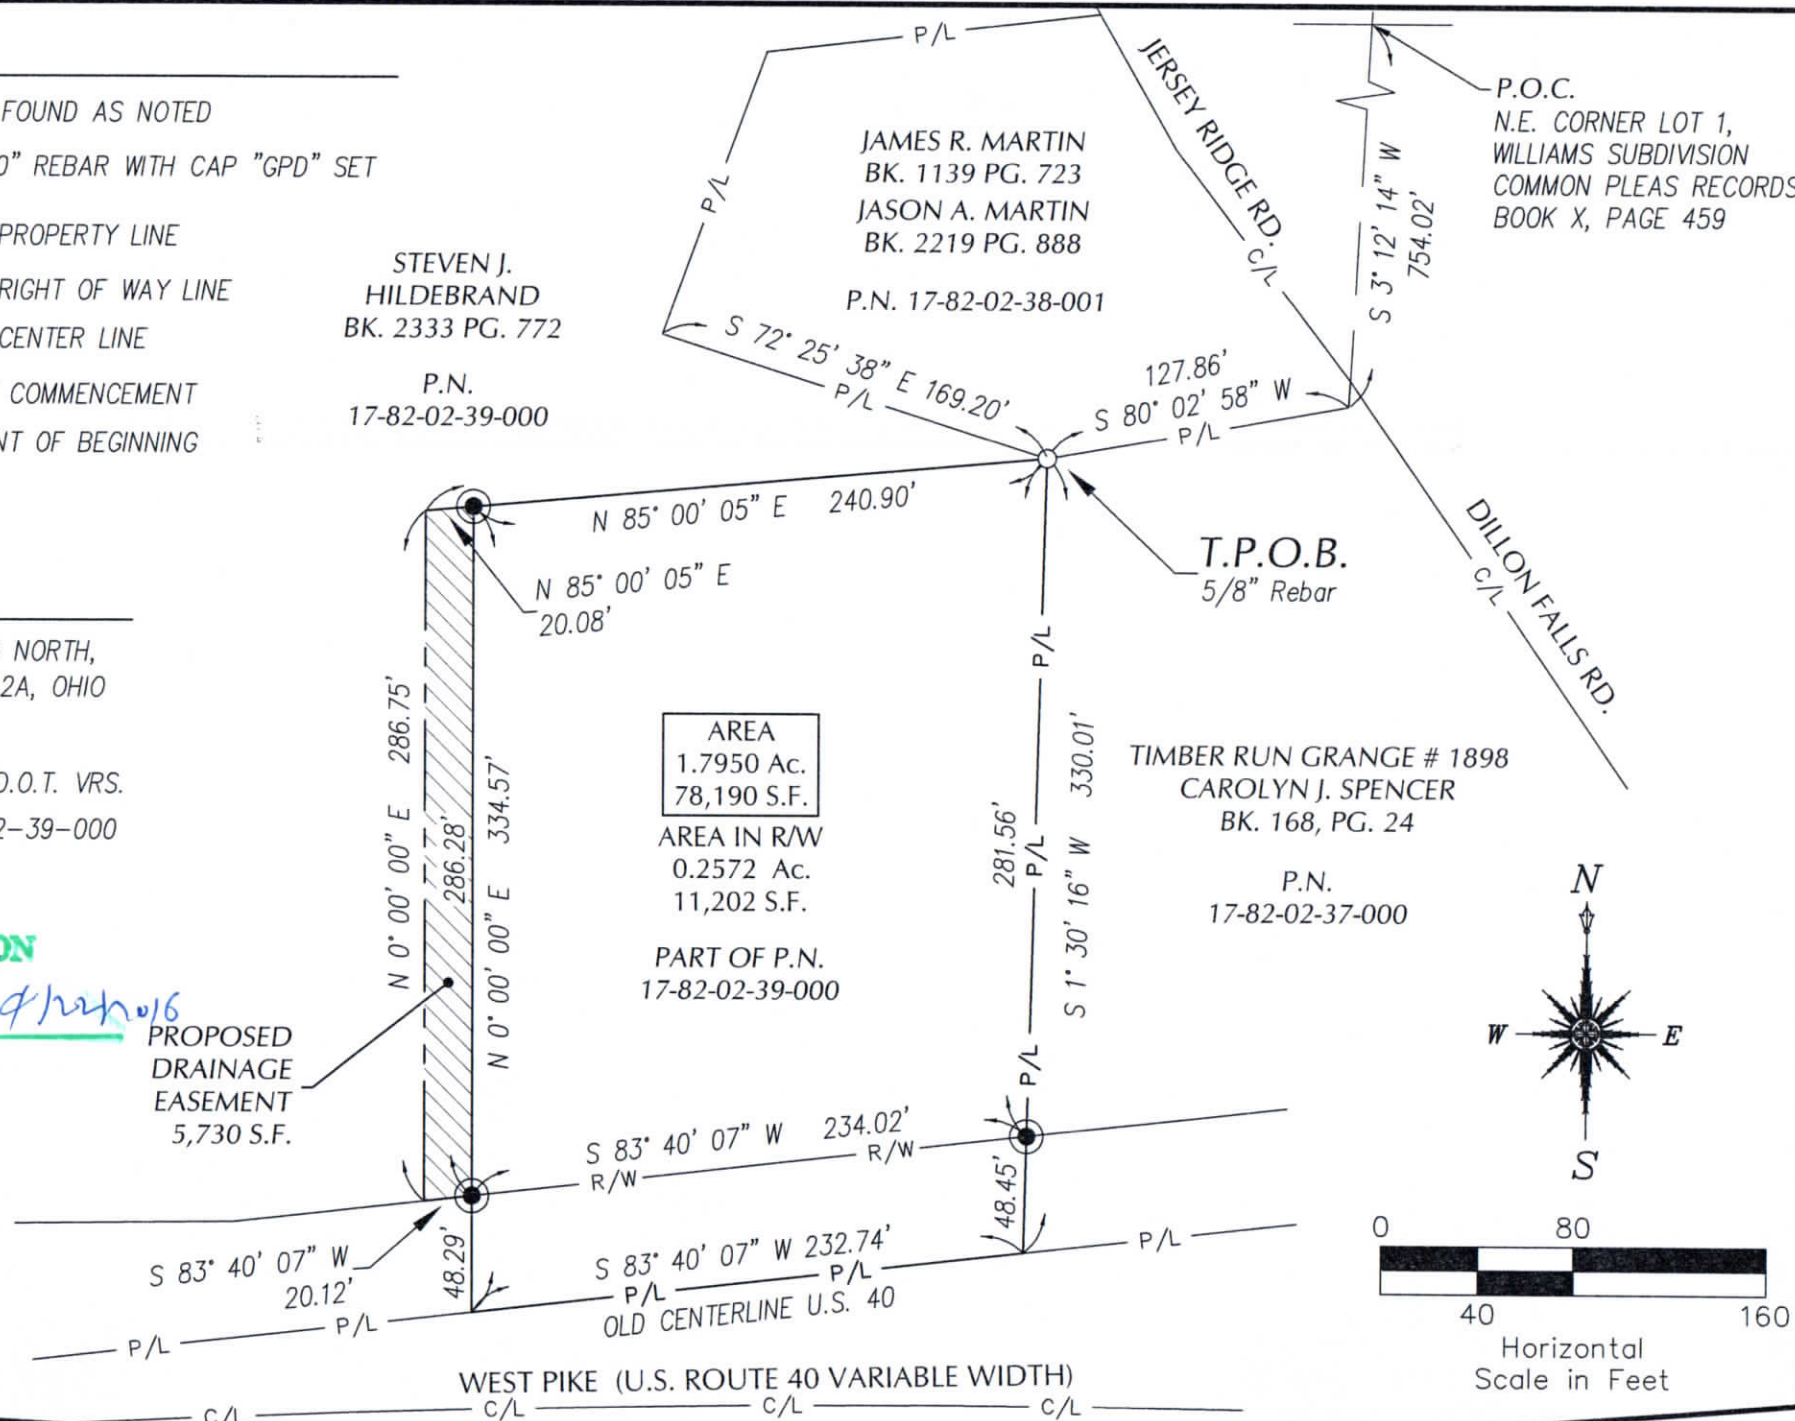 FOUND AS NOTED
0" REBAR WITH CAP "GPD" SET
PROPERTY LINE
RIGHT OF WAY LINE
CENTER LINE
COMMENCEMENT
NT OF BEGINNING
NORTH,
2A, OHIO
O.O.T. VRS.
2-39-000
ON
4/22/2016
STEVEN J.
HILDEBRAND
BK. 2333 PG. 772
P.N.
17-82-02-39-000
P/L
P/L
JAMES R. MARTIN
BK. 1139 PG. 723
JASON A. MARTIN
BK. 2219 PG. 888
P.N. 17-82-02-38-001
JERSEY RIDGE RD.
C/L
P.O.C.
N.E. CORNER LOT 1,
WILLIAMS SUBDIVISION
COMMON PLEAS RECORDS
BOOK X, PAGE 459
S 3° 12' 14" W
754.02'
S 72° 25' 38" E 169.20'
P/L
127.86'
S 80° 02' 58" W
P/L
N 85° 00' 05" E 240.90'
N 85° 00' 05" E
20.08'
T.P.O.B.
5/8" Rebar
DILLON FALLS RD.
C/L
N 0° 00' 00" E 286.75'
286.28'
N 0° 00' 00" E 334.57'
AREA
1.7950 Ac.
78,190 S.F.
AREA IN R/W
0.2572 Ac.
11,202 S.F.
PART OF P.N.
17-82-02-39-000
P/L
281.56'
P/L
S 1° 30' 16" W 330.01'
P/L
TIMBER RUN GRANGE # 1898
CAROLYN J. SPENCER
BK. 168, PG. 24
P.N.
17-82-02-37-000
N
W E
S
PROPOSED
DRAINAGE
EASEMENT
5,730 S.F.
S 83° 40' 07" W 234.02'
R/W R/W
48.45'
S 83° 40' 07" W
20.12'
48.29'
S 83° 40' 07" W 232.74'
P/L P/L P/L P/L P/L
OLD CENTERLINE U.S. 40
WEST PIKE (U.S. ROUTE 40 VARIABLE WIDTH)
C/L C/L C/L C/L
0 80
40 160
Horizontal
Scale in Feet